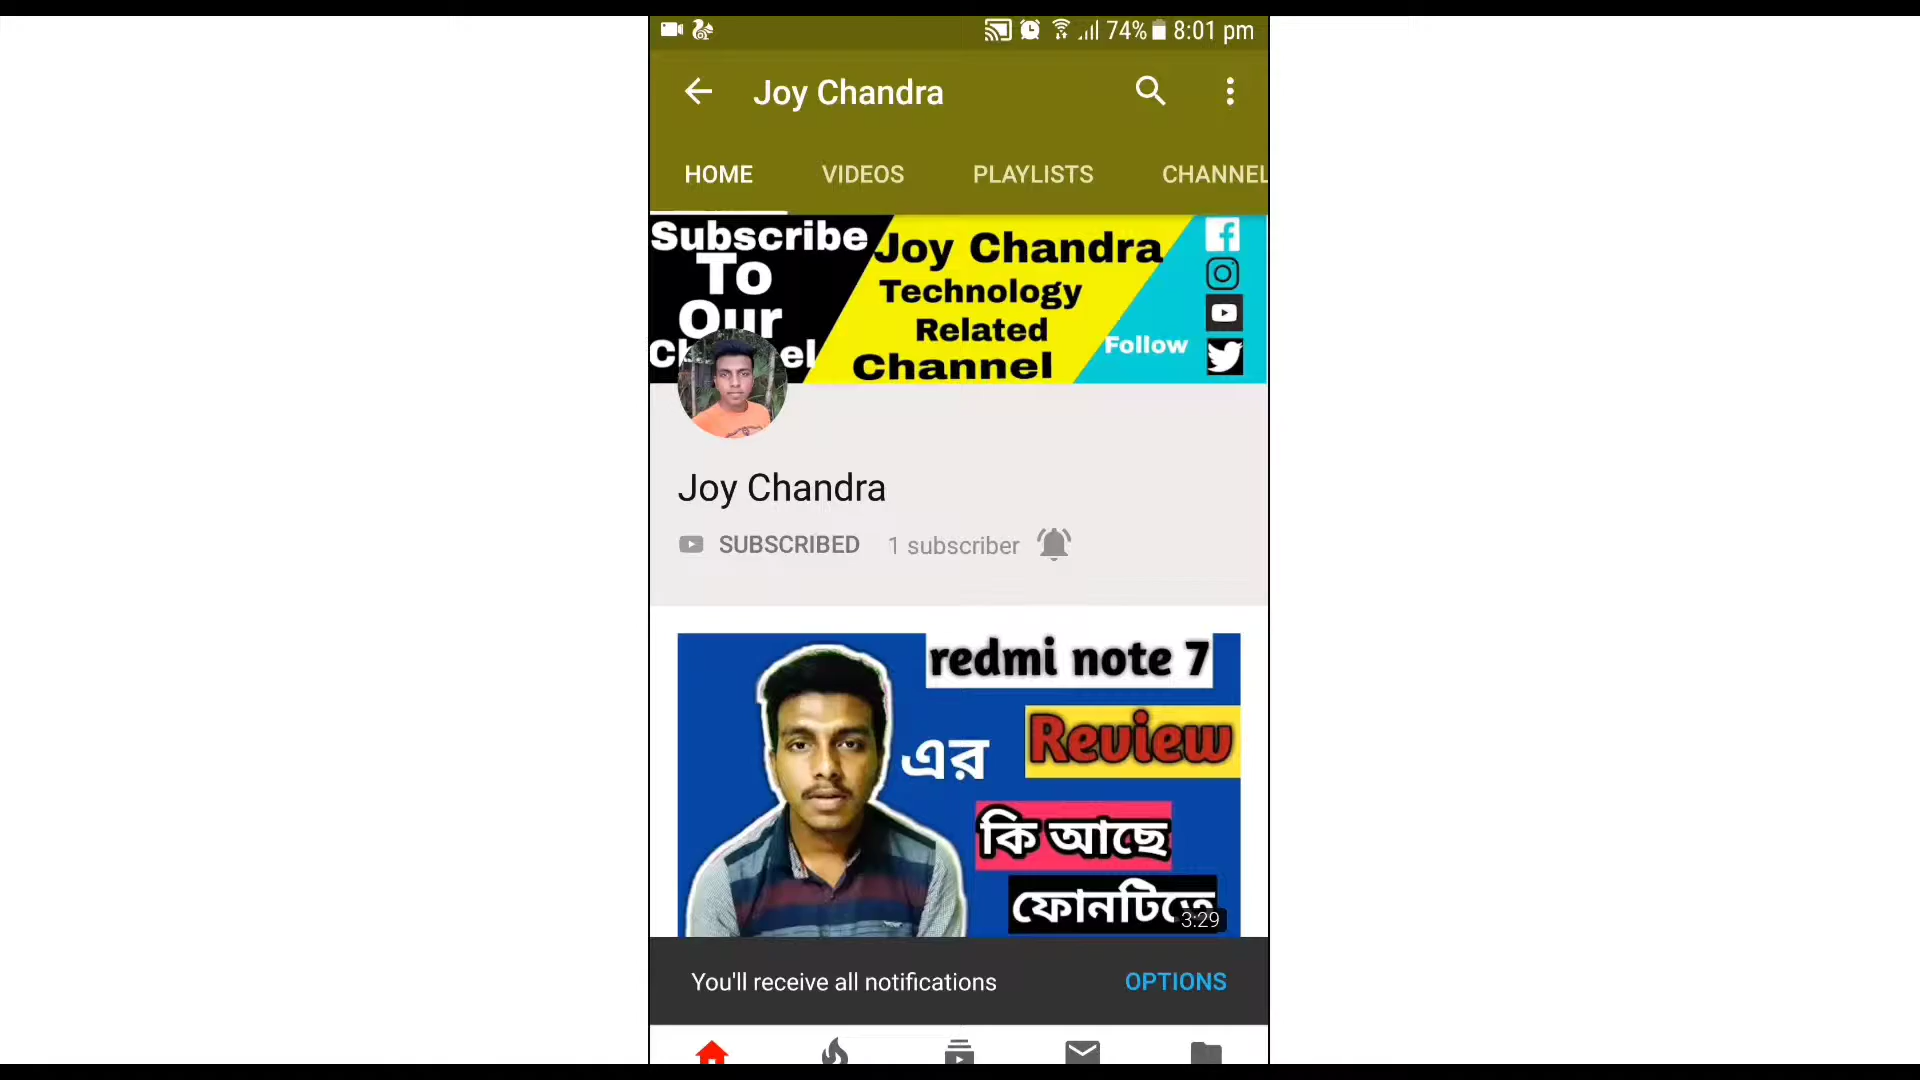 74% 8:01 pm
Joy Chandra
HOME VIDEOS PLAYLISTS CHANNEL
Subscribe
To
Our
Joy Chandra
Technology
Related
Channel
Follow
Joy Chandra
SUBSCRIBED 1 subscriber
redmi note 7
এর Review
কি আছে
ফোনটিতে
3:29
You'll receive all notifications OPTIONS